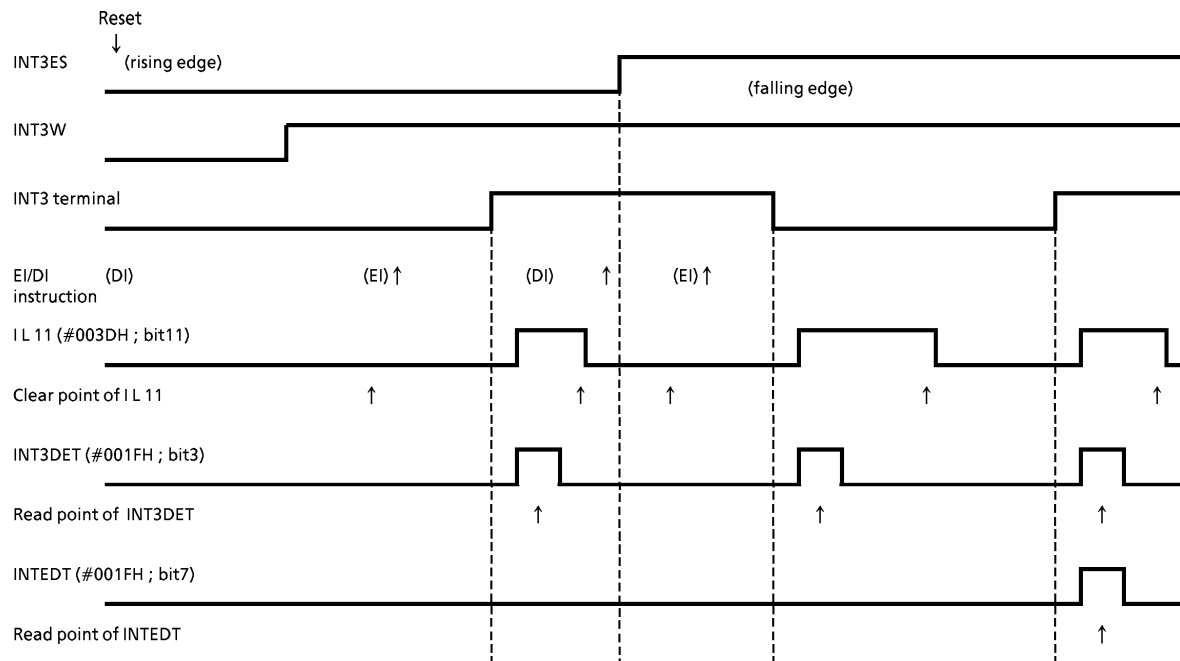 Reset
INT3ES (rising edge)
(falling edge)
INT3W
INT3 terminal
EI/DI (DI) (EI)↑ (DI) ↑ (EI)↑
instruction
I L 11 (#003DH ; bit11)
Clear point of I L 11
INT3DET (#001FH ; bit3)
Read point of INT3DET
INTEDT (#001FH ; bit7)
Read point of INTEDT